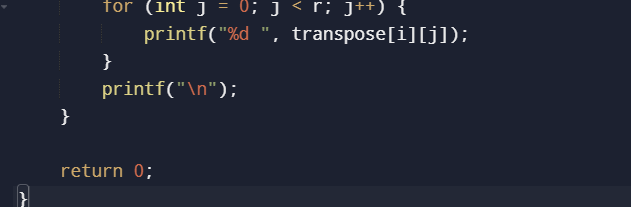 for (int j = 0; j < r; j++) {
printf("%d ", transpose[i][j]);
}
printf("\n");
}
return 0;
}